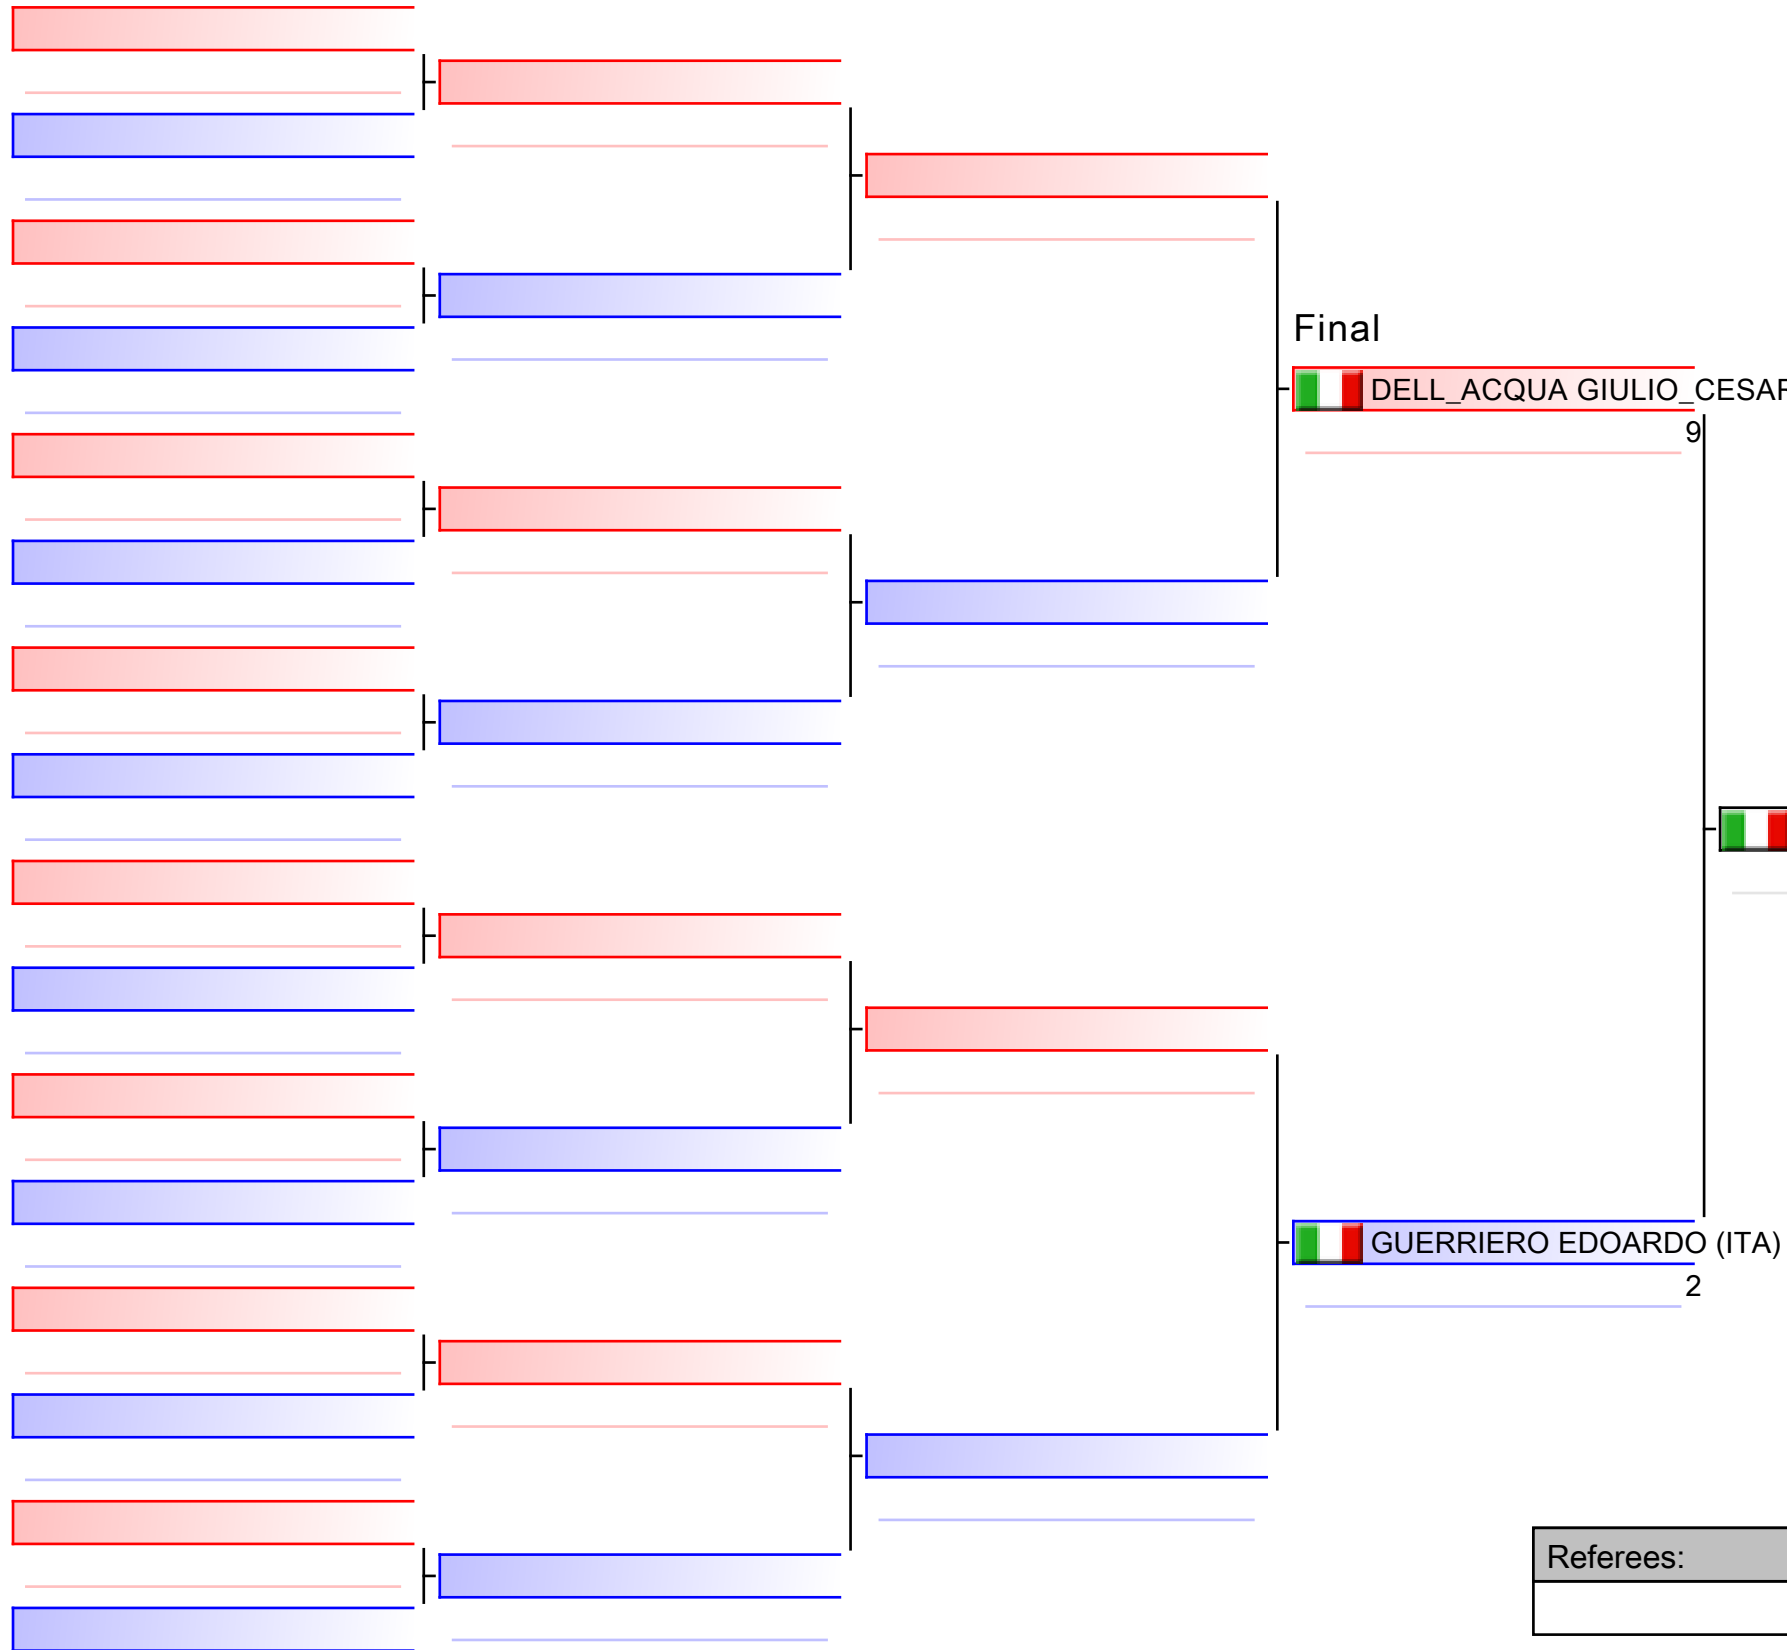 Final
DELL_ACQUA GIULIO_CESAR
9
GUERRIERO EDOARDO (ITA)
2
Referees: